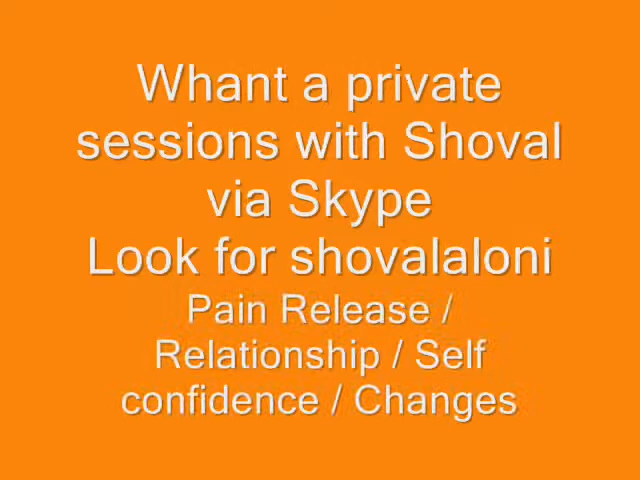 Whant a private
sessions with Shoval
via Skype
Look for shovalaloni
Pain Release /
Relationship / Self
confidence / Changes